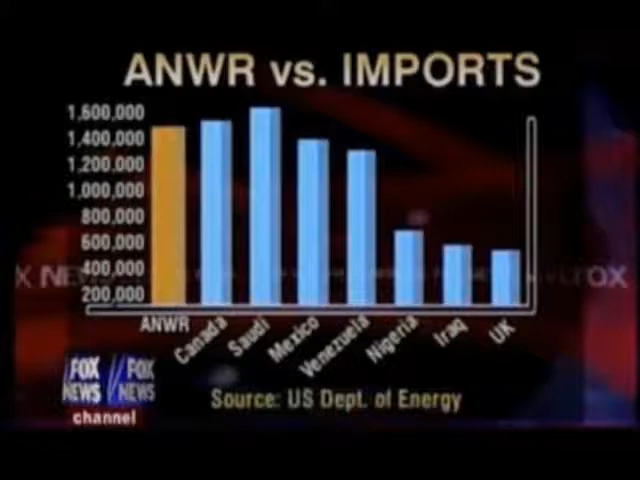 ANWR vs. IMPORTS
1,600,000
1,400,000
1,200,000
1,000,000
800,000
600,000
400,000
200,000
ANWR
Canada
Saudi
Mexico
Venezuela
Nigeria
Iraq
UK
X NEW
FOX
FOX NEWS
FOX NEWS
channel
Source: US Dept. of Energy